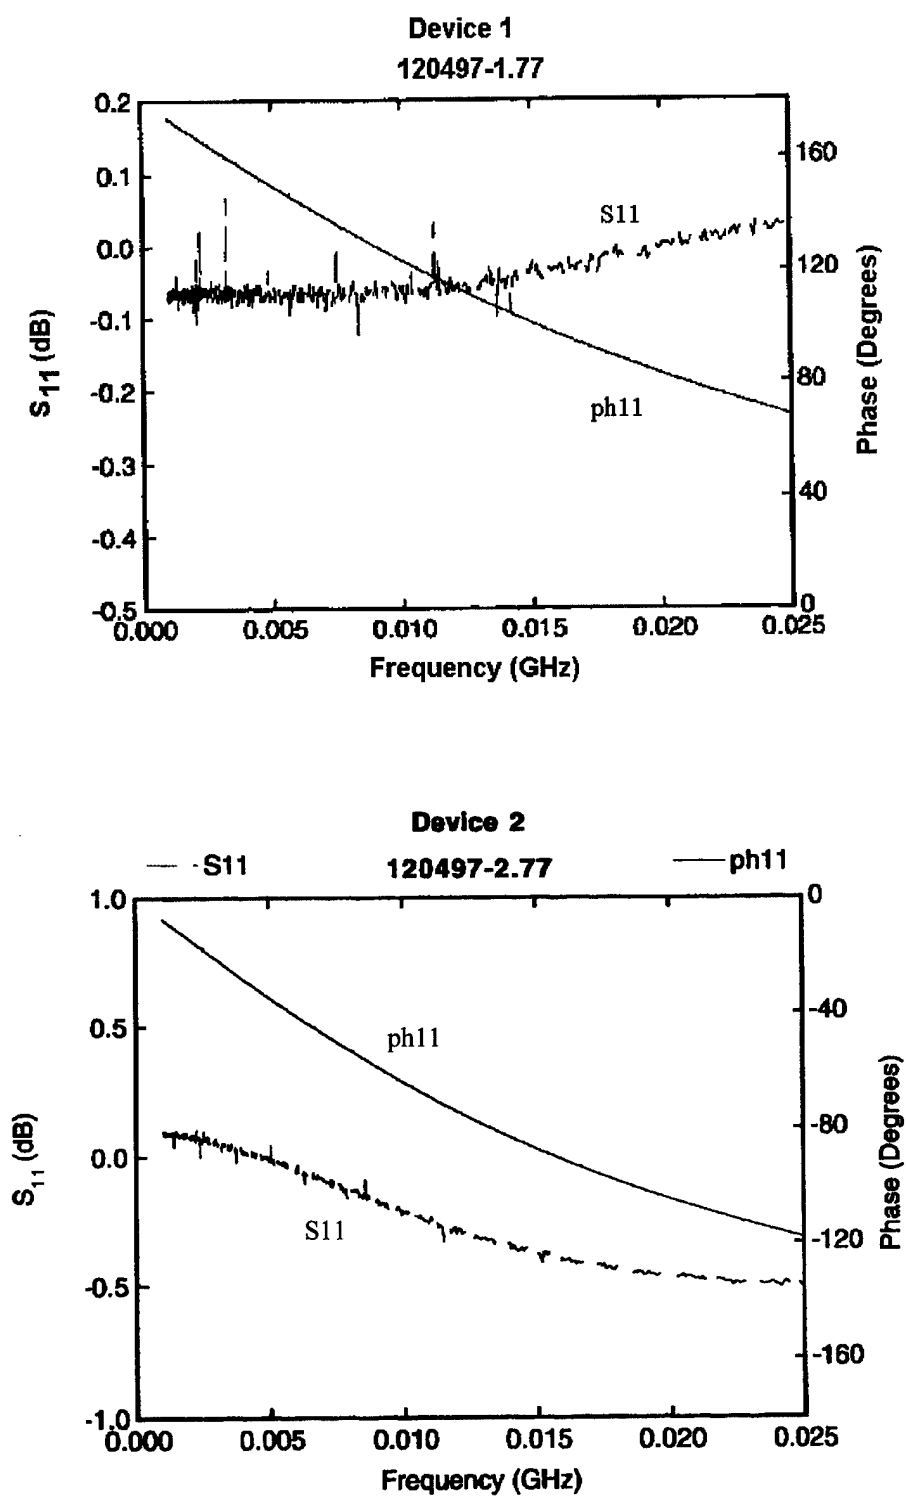 Device 1
120497-1.77
0.2
0.1
0.0
-0.1
-0.2
-0.3
-0.4
-0.5
S11 (dB)
160
120
80
40
0
Phase (Degrees)
S11
ph11
0.000 0.005 0.010 0.015 0.020 0.025
Frequency (GHz)
Device 2
S11 120497-2.77 ph11
1.0
0.5
0.0
-0.5
-1.0
S11 (dB)
0
-40
-80
-120
-160
Phase (Degrees)
ph11
S11
0.000 0.005 0.010 0.015 0.020 0.025
Frequency (GHz)